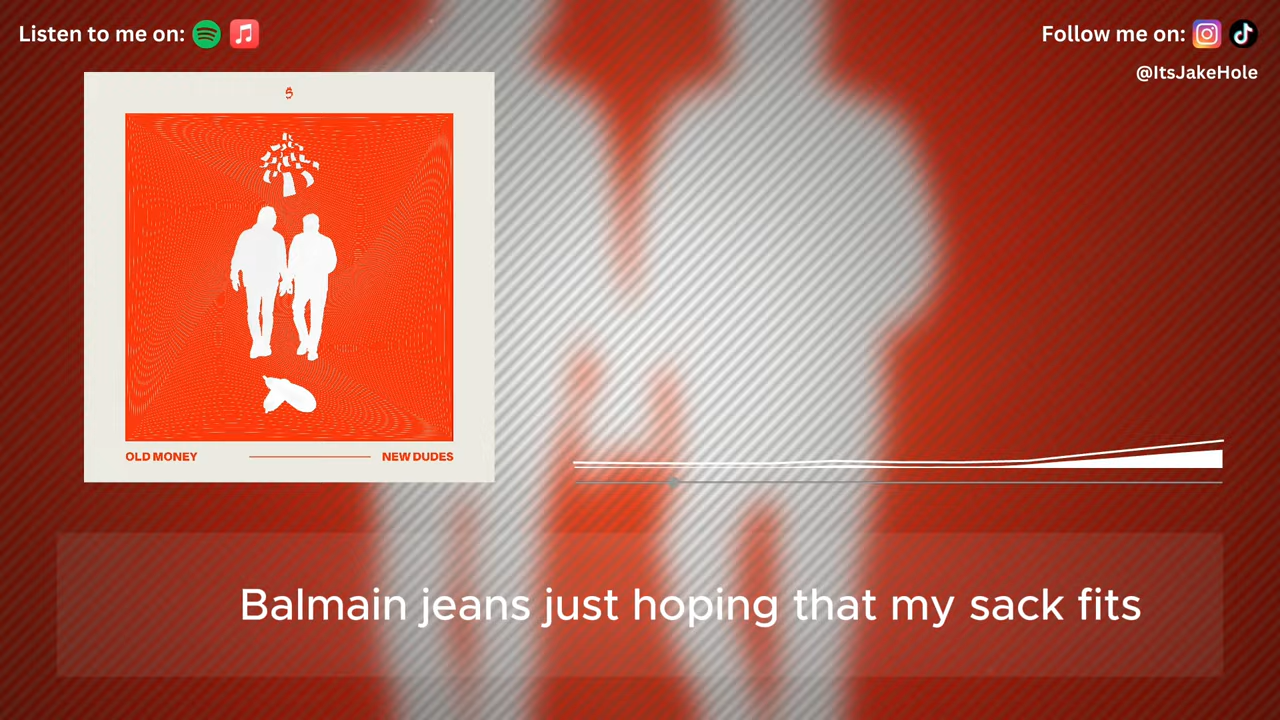 Listen to me on:
Follow me on:
@ItsJakeHole
OLD MONEY
NEW DUDES
Balmain jeans just hoping that my sack fits